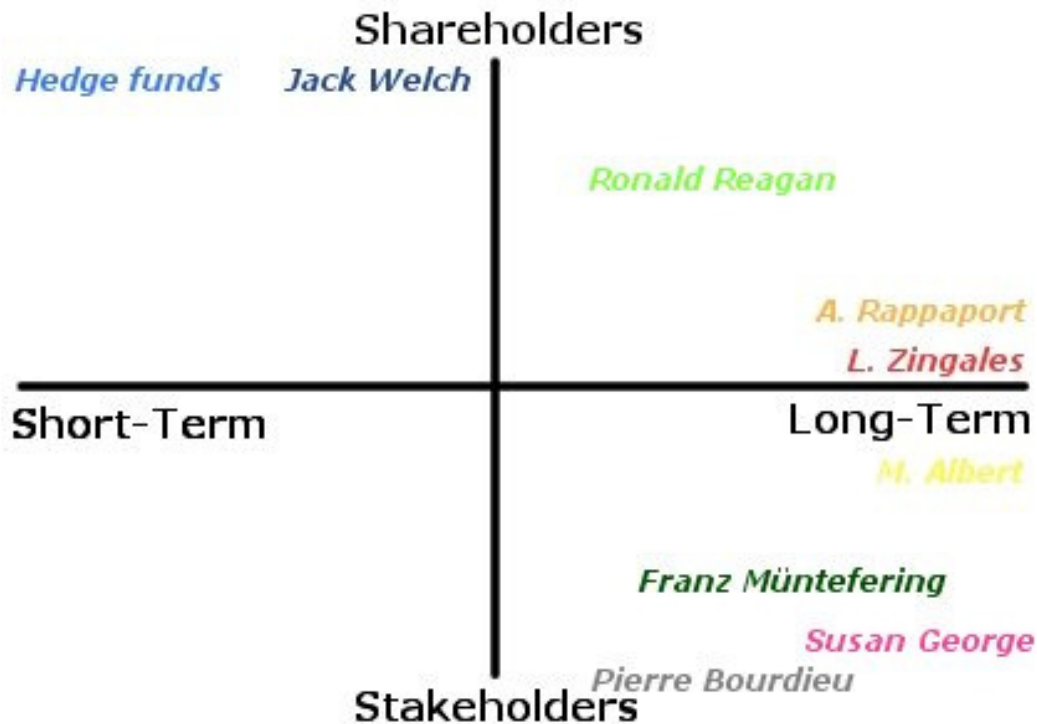 Shareholders
Hedge funds Jack Welch
Ronald Reagan
A. Rappaport
L. Zingales
Short-Term Long-Term
M. Albert
Franz Müntefering
Susan George
Pierre Bourdieu
Stakeholders